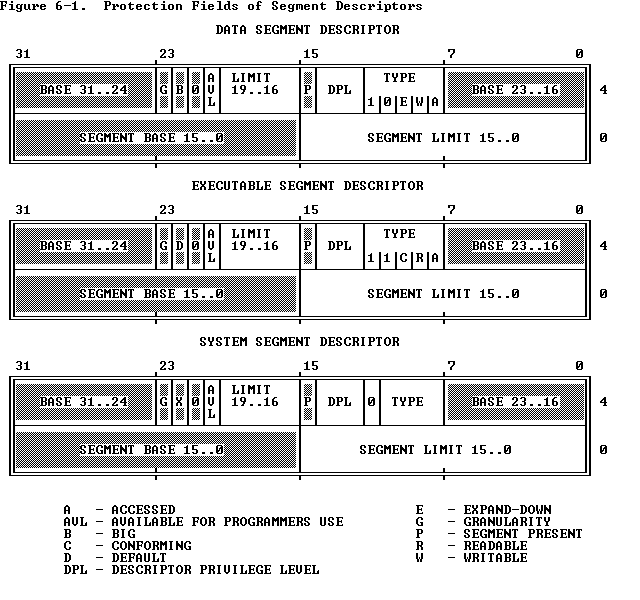 Figure 6-1.  Protection Fields of Segment Descriptors
DATA SEGMENT DESCRIPTOR
31 23 15 7 0
BASE 31..24 G B 0 AVL LIMIT 19..16 P DPL TYPE 1 0 E W A BASE 23..16 4
SEGMENT BASE 15..0 SEGMENT LIMIT 15..0 0
EXECUTABLE SEGMENT DESCRIPTOR
31 23 15 7 0
BASE 31..24 G D 0 AVL LIMIT 19..16 P DPL TYPE 1 1 C R A BASE 23..16 4
SEGMENT BASE 15..0 SEGMENT LIMIT 15..0 0
SYSTEM SEGMENT DESCRIPTOR
31 23 15 7 0
BASE 31..24 G X 0 AVL LIMIT 19..16 P DPL 0 TYPE BASE 23..16 4
SEGMENT BASE 15..0 SEGMENT LIMIT 15..0 0
A - ACCESSED E - EXPAND-DOWN
AVL - AVAILABLE FOR PROGRAMMERS USE G - GRANULARITY
B - BIG P - SEGMENT PRESENT
C - CONFORMING R - READABLE
D - DEFAULT W - WRITABLE
DPL - DESCRIPTOR PRIVILEGE LEVEL